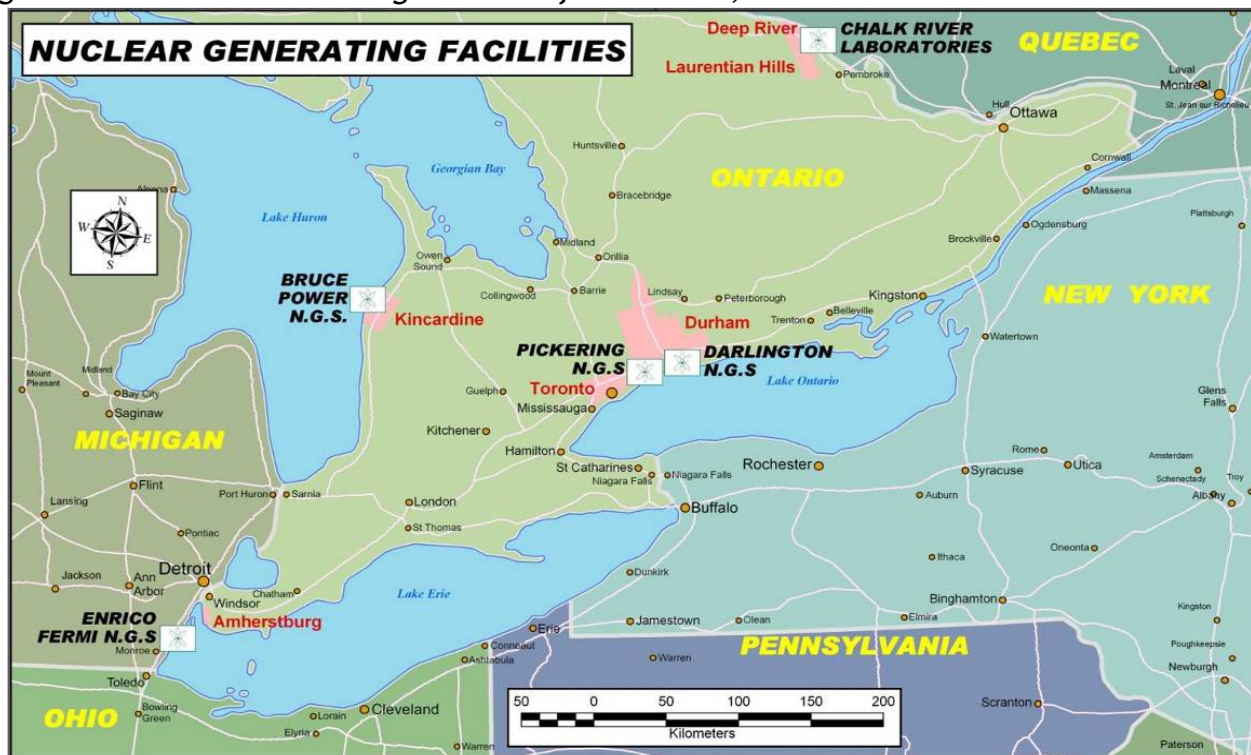 NUCLEAR GENERATING FACILITIES
Deep River
CHALK RIVER
LABORATORIES
QUEBEC
Laurentian Hills
Pembroke
Laval
Montreal
St. Jean sur Richelieu
Hull
Ottawa
Huntsville
Georgian Bay
Cornwall
ONTARIO
Massena
Alpena
Bracebridge
N
W
E
S
Lake Huron
Ogdensburg
Plattsburgh
Midland
Brockville
Owen
Sound
Orillia
BRUCE
POWER
N.G.S.
Collingwood
Barrie
Lindsay
Peterborough
Kingston
NEW YORK
Kincardine
Durham
Trenton
Belleville
Watertown
PICKERING
N.G.S
DARLINGTON
N.G.S
Lake Ontario
Mount
Pleasant
Midland
Bay City
Saginaw
Guelph
Toronto
Mississauga
Glens
Falls
MICHIGAN
Kitchener
Hamilton
St Catharines
Niagara Falls
Niagara Falls
Rochester
Rome
Utica
Syracuse
Amsterdam
Schenectady
Troy
Albany
Flint
Lansing
Port Huron
Sarnia
London
St Thomas
Buffalo
Auburn
Pontiac
Oneonta
Ithaca
Detroit
Jackson
Ann
Arbor
Windsor
Chatham
Lake Erie
Dunkirk
Binghamton
Amherstburg
ENRICO
FERMI N.G.S
Monroe
Erie
Jamestown
Olean
Elmira
Kingston
PENNSYLVANIA
Conneaut
Ashtabula
Warren
Poughkeepsie
Newburgh
Toledo
Bowling
Green
OHIO
Lorain
Elyria
Cleveland
Warren
50 0 50 100 150 200
Kilometers
Scranton
Paterson